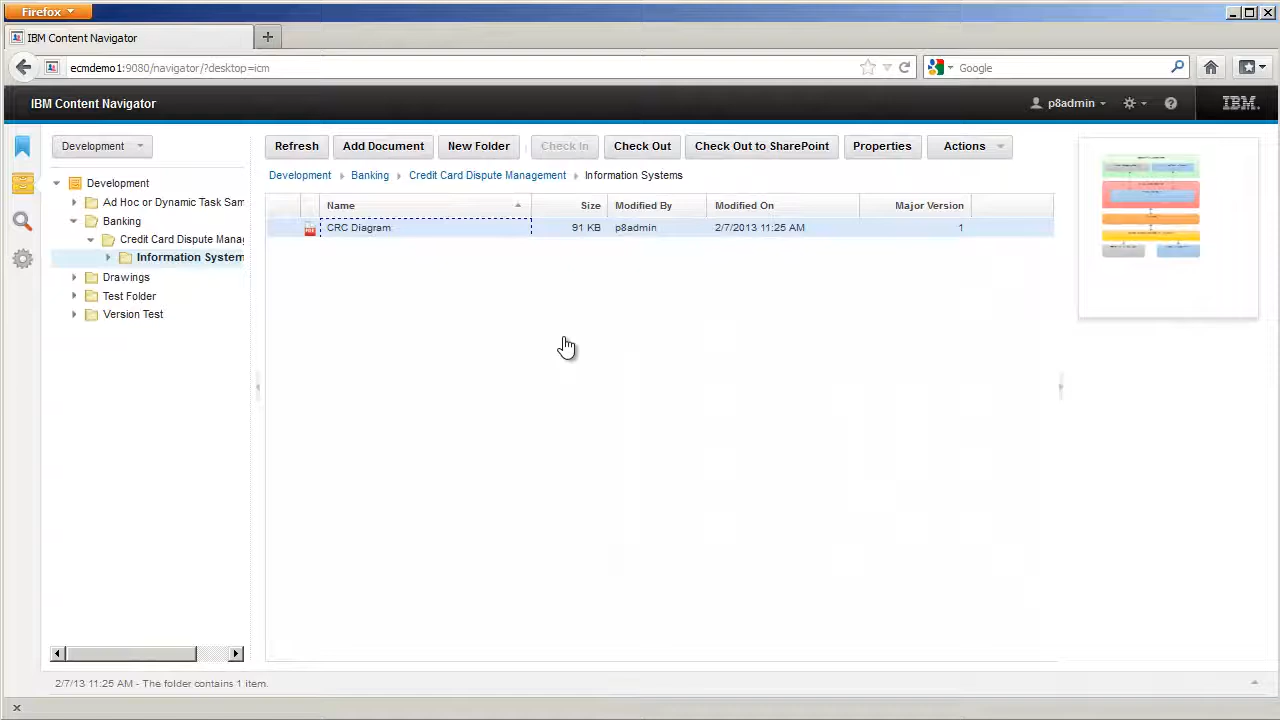 Firefox
IBM Content Navigator
ecmdemo1:9080/navigator/?desktop=icm
Google
IBM Content Navigator
p8admin
IBM.
Development
Refresh
Add Document
New Folder
Check In
Check Out
Check Out to SharePoint
Properties
Actions
Development
Banking
Credit Card Dispute Management
Information Systems
Development
Ad Hoc or Dynamic Task Sam
Banking
Credit Card Dispute Manag
Information System
Drawings
Test Folder
Version Test
Name
Size
Modified By
Modified On
Major Version
CRC Diagram
91 KB
p8admin
2/7/2013 11:25 AM
1
2/7/13 11:25 AM - The folder contains 1 item.